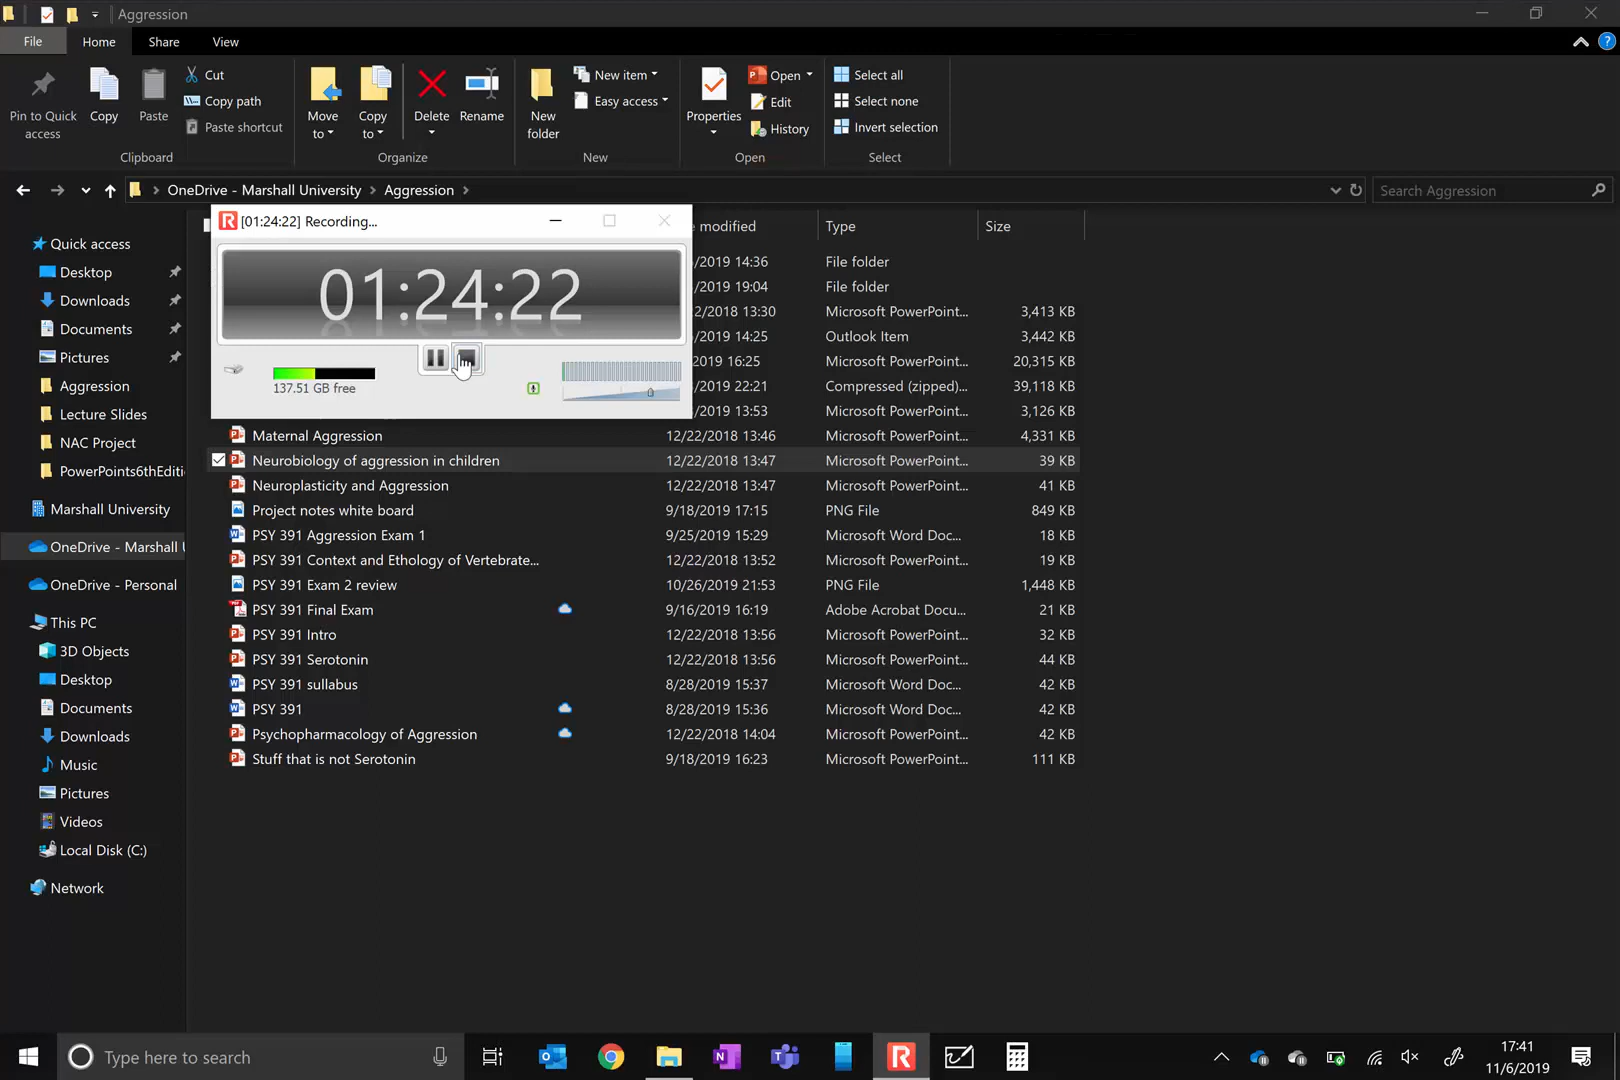 Aggression
File
Home
Share
View
Pin to Quick access
Copy
Paste
Cut
Copy path
Paste shortcut
Clipboard
Move to
Copy to
Delete
Rename
Organize
New folder
New item
Easy access
New
Properties
Open
Edit
History
Open
Select all
Select none
Invert selection
Select
OneDrive - Marshall University
Aggression
Search Aggression
Quick access
Desktop
Downloads
Documents
Pictures
Aggression
Lecture Slides
NAC Project
PowerPoints6thEditi
Marshall University
OneDrive - Marshall U
OneDrive - Personal
This PC
3D Objects
Desktop
Documents
Downloads
Music
Pictures
Videos
Local Disk (C:)
Network
[01:24:22] Recording...
01:24:22
137.51 GB free
e modified Type Size
/2019 14:36 File folder
/2019 19:04 File folder
2/2018 13:30 Microsoft PowerPoint... 3,413 KB
/2019 14:25 Outlook Item 3,442 KB
/2019 16:25 Microsoft PowerPoint... 20,315 KB
/2019 22:21 Compressed (zipped)... 39,118 KB
2/2018 13:53 Microsoft PowerPoint... 3,126 KB
Maternal Aggression 12/22/2018 13:46 Microsoft PowerPoint... 4,331 KB
Neurobiology of aggression in children 12/22/2018 13:47 Microsoft PowerPoint... 39 KB
Neuroplasticity and Aggression 12/22/2018 13:47 Microsoft PowerPoint... 41 KB
Project notes white board 9/18/2019 17:15 PNG File 849 KB
PSY 391 Aggression Exam 1 9/25/2019 15:29 Microsoft Word Doc... 18 KB
PSY 391 Context and Ethology of Vertebrate... 12/22/2018 13:52 Microsoft PowerPoint... 19 KB
PSY 391 Exam 2 review 10/26/2019 21:53 PNG File 1,448 KB
PSY 391 Final Exam 9/16/2019 16:19 Adobe Acrobat Docu... 21 KB
PSY 391 Intro 12/22/2018 13:56 Microsoft PowerPoint... 32 KB
PSY 391 Serotonin 12/22/2018 13:56 Microsoft PowerPoint... 44 KB
PSY 391 sullabus 8/28/2019 15:37 Microsoft Word Doc... 42 KB
PSY 391 8/28/2019 15:36 Microsoft Word Doc... 42 KB
Psychopharmacology of Aggression 12/22/2018 14:04 Microsoft PowerPoint... 42 KB
Stuff that is not Serotonin 9/18/2019 16:23 Microsoft PowerPoint... 111 KB
Type here to search
17:41
11/6/2019